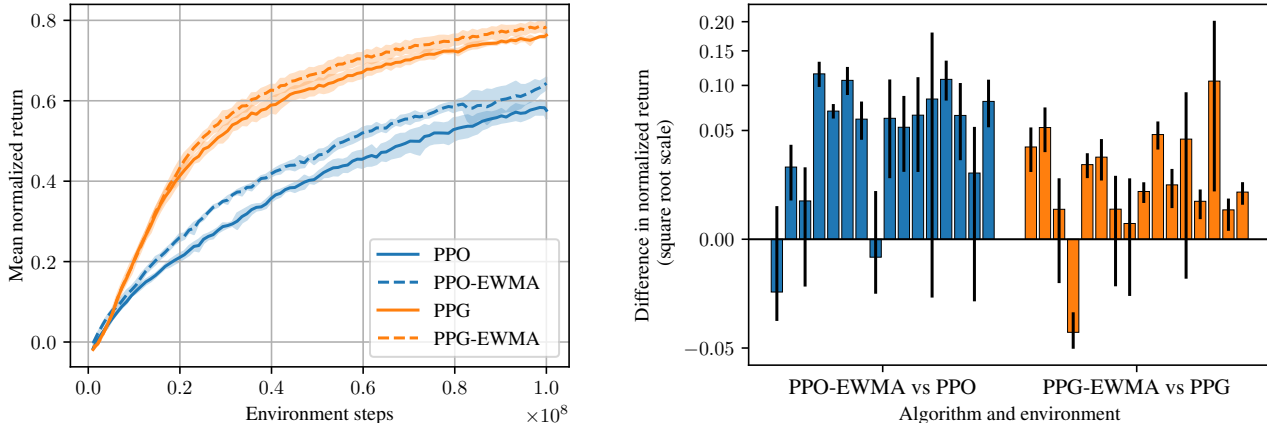 Mean normalized return
0.8
0.6
0.4
0.2
0.0
0.0
0.2
0.4
0.6
0.8
1.0
×10⁸
Environment steps
PPO
PPO-EWMA
PPG
PPG-EWMA
Difference in normalized return
(square root scale)
0.20
0.15
0.10
0.05
0.00
−0.05
PPO-EWMA vs PPO
PPG-EWMA vs PPG
Algorithm and environment